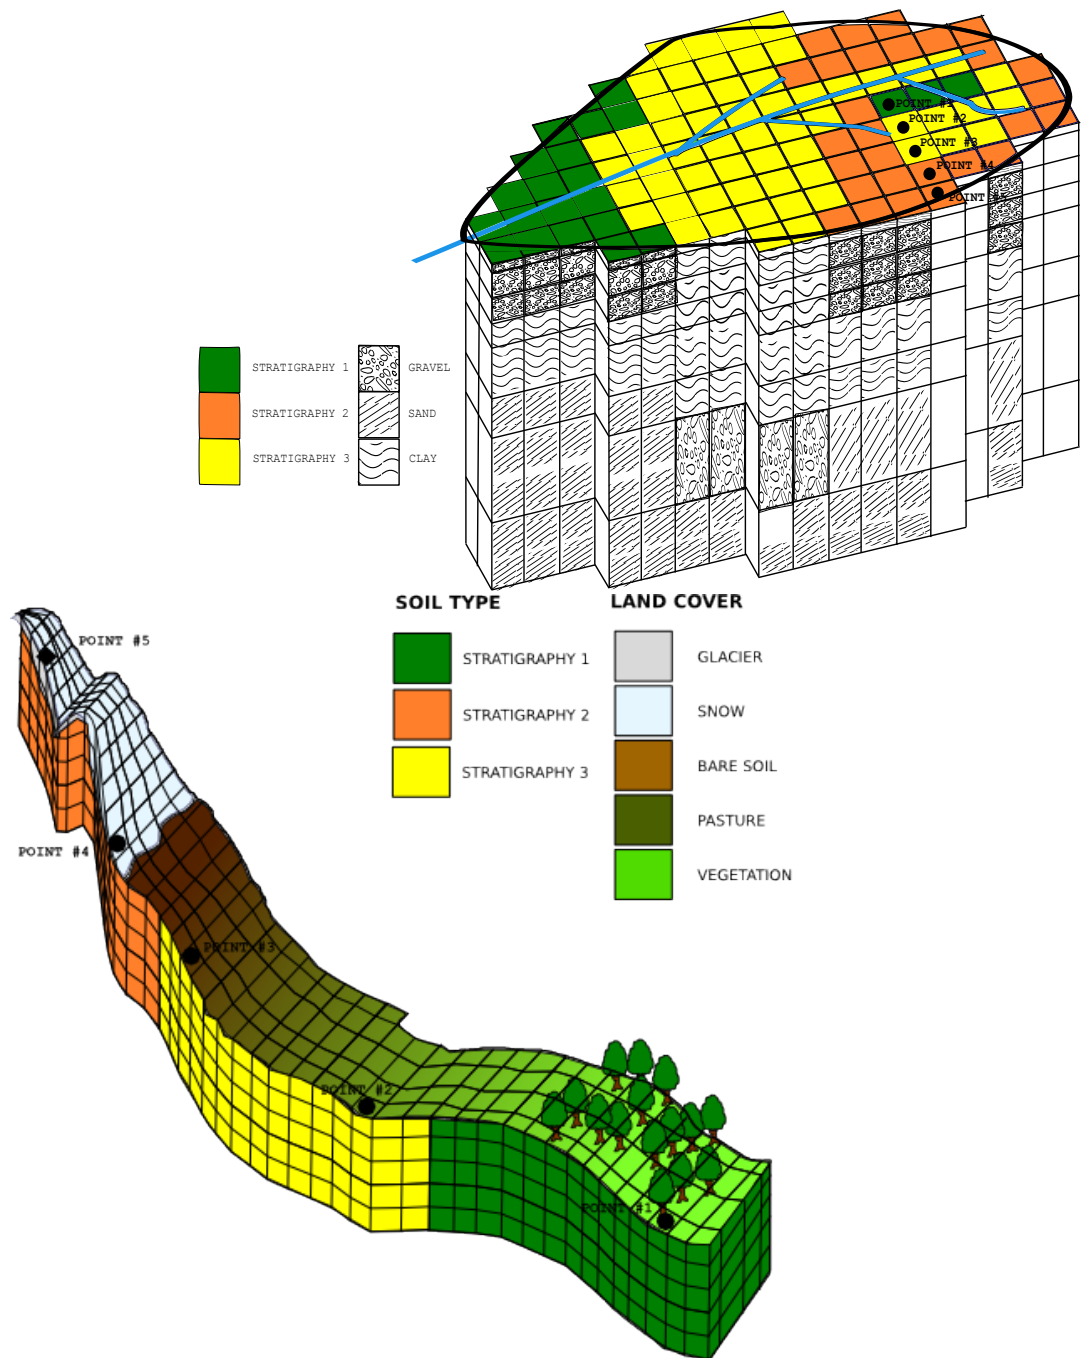 POINT #1
POINT #2
POINT #3
POINT #4
POINT #5
STRATIGRAPHY 1
GRAVEL
STRATIGRAPHY 2
SAND
STRATIGRAPHY 3
CLAY
SOIL TYPE
LAND COVER
STRATIGRAPHY 1
GLACIER
STRATIGRAPHY 2
SNOW
STRATIGRAPHY 3
BARE SOIL
PASTURE
VEGETATION
POINT #5
POINT #4
POINT #3
POINT #2
POINT #1